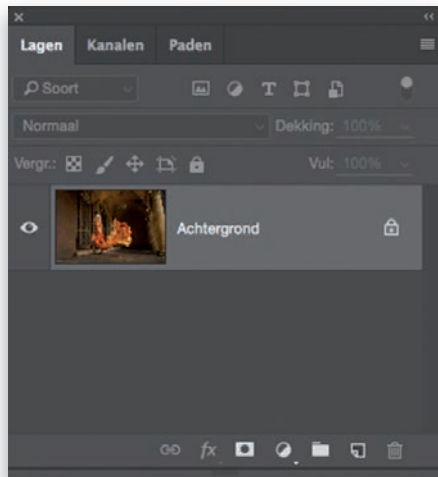 Lagen Kanalen Paden
Soort
Normaal Dekking: 100%
Vergr.: Vul: 100%
Achtergrond
fx